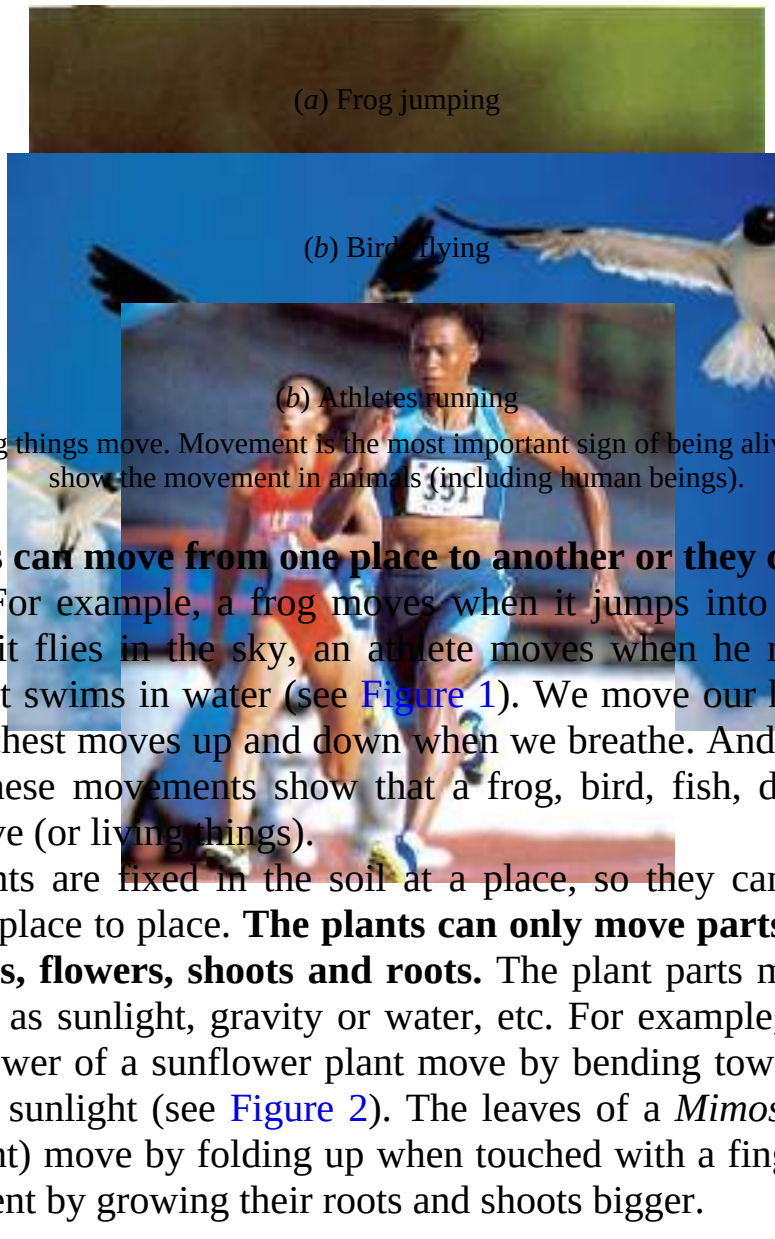 (a) Frog jumping
(b) Birds flying
(b) Athletes running
g things move. Movement is the most important sign of being aliv
show the movement in animals (including human beings).
s can move from one place to another or they c
For example, a frog moves when it jumps into
it flies in the sky, an athlete moves when he r
t swims in water (see Figure 1). We move our h
chest moves up and down when we breathe. And
hese movements show that a frog, bird, fish, d
ve (or living things).
nts are fixed in the soil at a place, so they can
place to place. The plants can only move parts
s, flowers, shoots and roots. The plant parts m
as sunlight, gravity or water, etc. For example,
wer of a sunflower plant move by bending tow
sunlight (see Figure 2). The leaves of a Mimos
nt) move by folding up when touched with a fing
ent by growing their roots and shoots bigger.